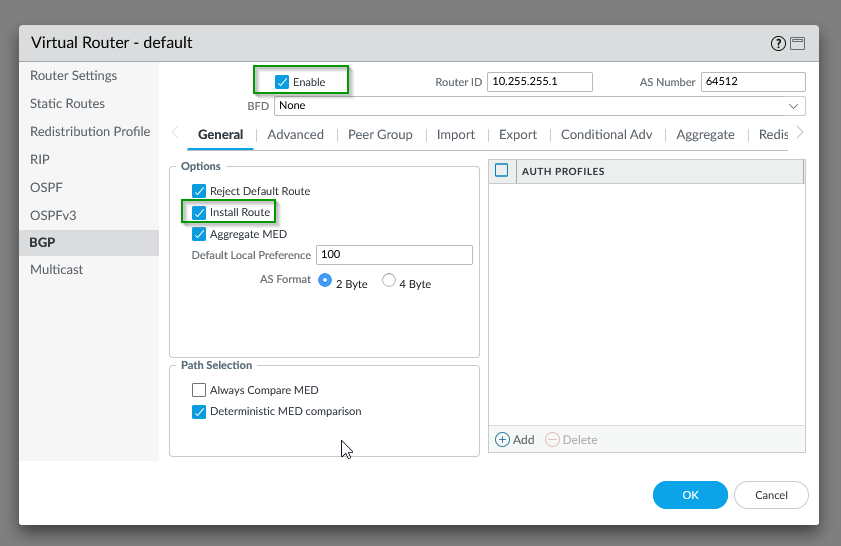 Virtual Router - default
Router Settings
Static Routes
Redistribution Profile
RIP
OSPF
OSPFv3
BGP
Multicast
Enable
Router ID 10.255.255.1
AS Number 64512
BFD None
General Advanced Peer Group Import Export Conditional Adv Aggregate Redis
Options
Reject Default Route
Install Route
Aggregate MED
Default Local Preference 100
AS Format 2 Byte 4 Byte
Path Selection
Always Compare MED
Deterministic MED comparison
AUTH PROFILES
Add Delete
OK Cancel